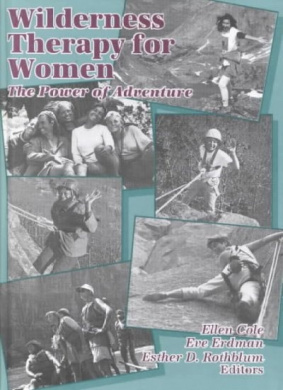 Wilderness
Therapy for
Women
The Power of Adventure
Ellen Cole
Eve Erdman
Esther D. Rothblum
Editors